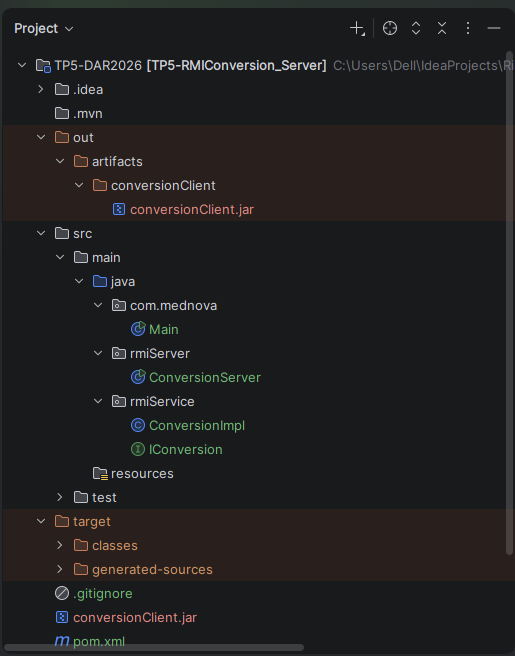 Project
TP5-DAR2026 [TP5-RMIConversion_Server] C:\Users\Dell\IdeaProjects\Ri
.idea
.mvn
out
artifacts
conversionClient
conversionClient.jar
src
main
java
com.mednova
Main
rmiServer
ConversionServer
rmiService
ConversionImpl
IConversion
resources
test
target
classes
generated-sources
.gitignore
conversionClient.jar
pom.xml